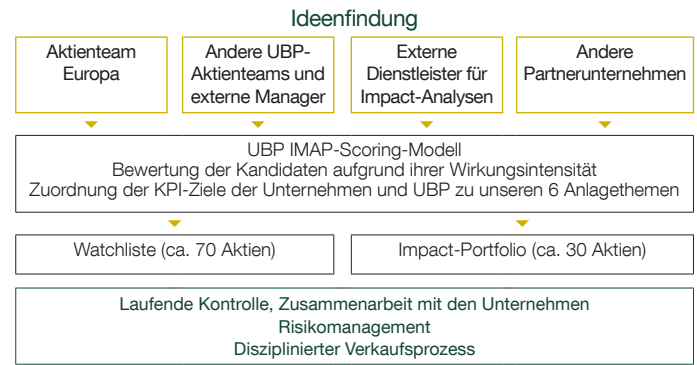 Ideenfindung
Aktienteam
Europa
Andere UBP-
Aktienteams und
externe Manager
Externe
Dienstleister für
Impact-Analysen
Andere
Partnerunternehmen
UBP IMAP-Scoring-Modell
Bewertung der Kandidaten aufgrund ihrer Wirkungsintensität
Zuordnung der KPI-Ziele der Unternehmen und UBP zu unseren 6 Anlagethemen
Watchliste (ca. 70 Aktien)
Impact-Portfolio (ca. 30 Aktien)
Laufende Kontrolle, Zusammenarbeit mit den Unternehmen
Risikomanagement
Disziplinierter Verkaufsprozess